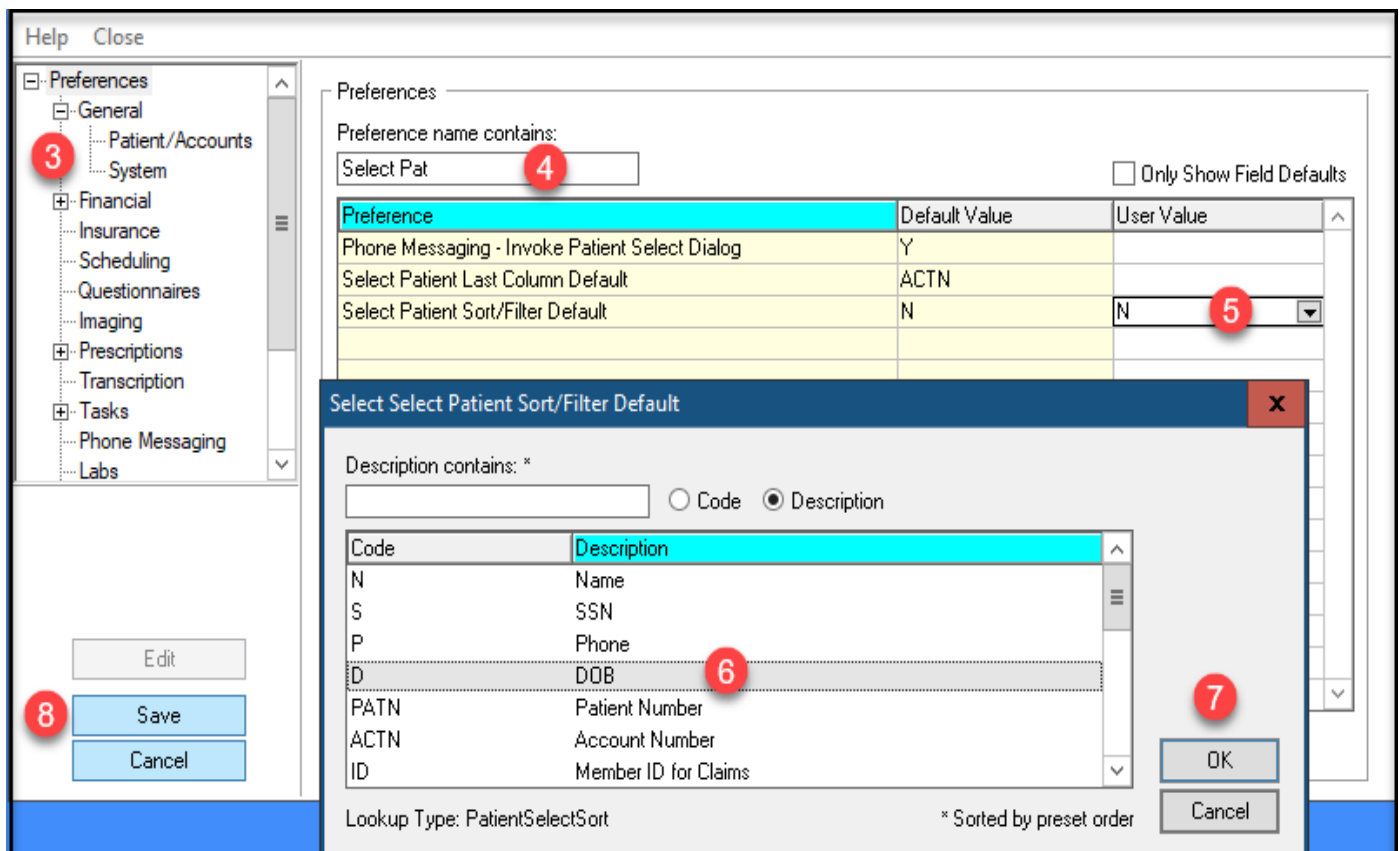 Help Close
Preferences
General
Patient/Accounts
3
System
Financial
Insurance
Scheduling
Questionnaires
Imaging
Prescriptions
Transcription
Tasks
Phone Messaging
Labs
Edit
8 Save
Cancel
Preferences
Preference name contains:
Select Pat 4
Only Show Field Defaults
Preference Default Value User Value
Phone Messaging - Invoke Patient Select Dialog Y
Select Patient Last Column Default ACTN
Select Patient Sort/Filter Default N N 5
Select Select Patient Sort/Filter Default x
Description contains: *
Code Description
Code Description
N Name
S SSN
P Phone
D DOB 6
PATN Patient Number
ACTN Account Number
ID Member ID for Claims
7
OK
Cancel
Lookup Type: PatientSelectSort * Sorted by preset order